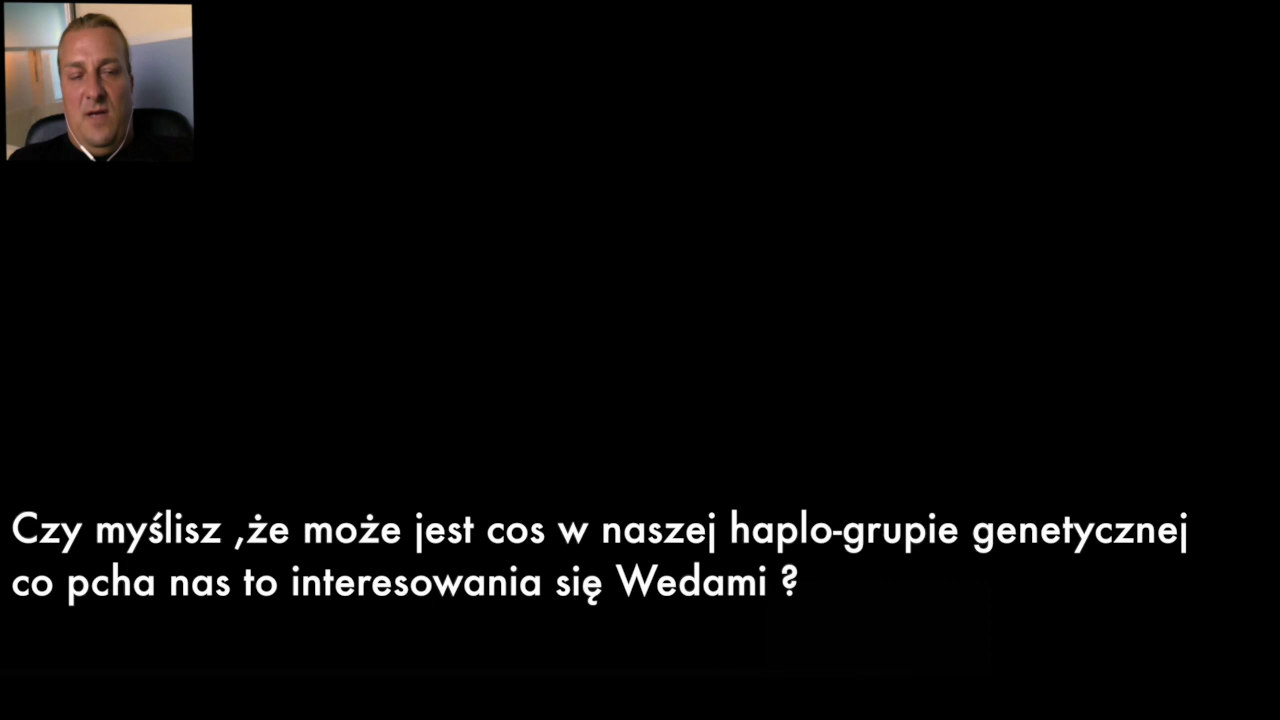 Czy myślisz ,że może jest cos w naszej haplo-grupie genetycznej
co pcha nas to interesowania się Wedami ?